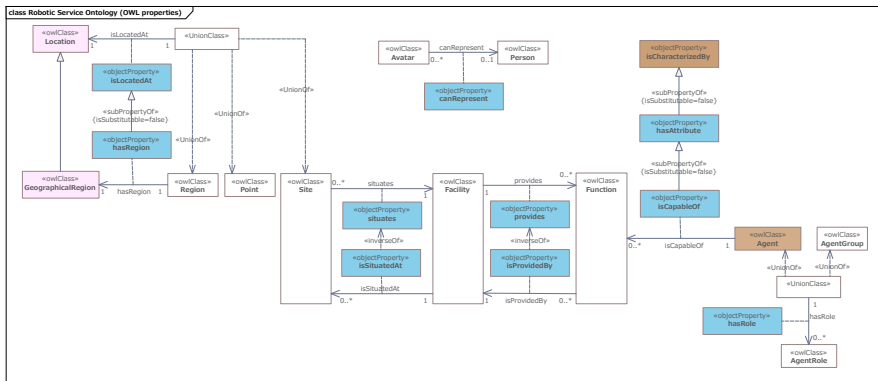 class Robotic Service Ontology (OWL properties)
«owlClass»
Location
1
isLocatedAt
1
«UnionClass»
«objectProperty»
isLocatedAt
«subPropertyOf»
{isSubstitutable=false}
«objectProperty»
hasRegion
«owlClass»
GeographicalRegion
1
hasRegion
1
«owlClass»
Region
«UnionOf»
«UnionOf»
«UnionOf»
«owlClass»
Point
«owlClass»
Avatar
0..*
canRepresent
0..1
«owlClass»
Person
«objectProperty»
canRepresent
«owlClass»
Site
0..*
situates
1
«objectProperty»
situates
«inverseOf»
«objectProperty»
isSituatedAt
isSituatedAt
0..*
1
«owlClass»
Facility
1
provides
0..*
«objectProperty»
provides
«inverseOf»
«objectProperty»
isProvidedBy
1
isProvidedBy
0..*
«owlClass»
Function
«objectProperty»
isCharacterizedBy
«subPropertyOf»
{isSubstitutable=false}
«objectProperty»
hasAttribute
«subPropertyOf»
{isSubstitutable=false}
«objectProperty»
isCapableOf
0..*
isCapableOf
1
«owlClass»
Agent
«owlClass»
AgentGroup
«UnionOf»
«UnionOf»
«UnionClass»
1
hasRole
«objectProperty»
hasRole
0..*
«owlClass»
AgentRole